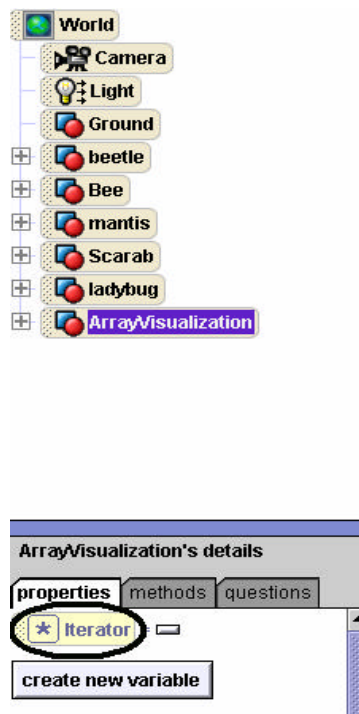 World
Camera
Light
Ground
beetle
Bee
mantis
Scarab
ladybug
ArrayVisualization
ArrayVisualization's details
properties methods questions
Iterator
create new variable